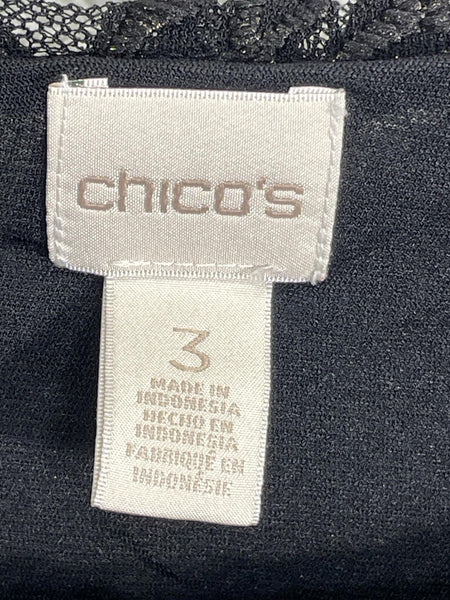 chico's
3
MADE IN
INDONESIA
HECHO EN
INDONESIA
FABRIQUÉ EN
INDONÉSIE